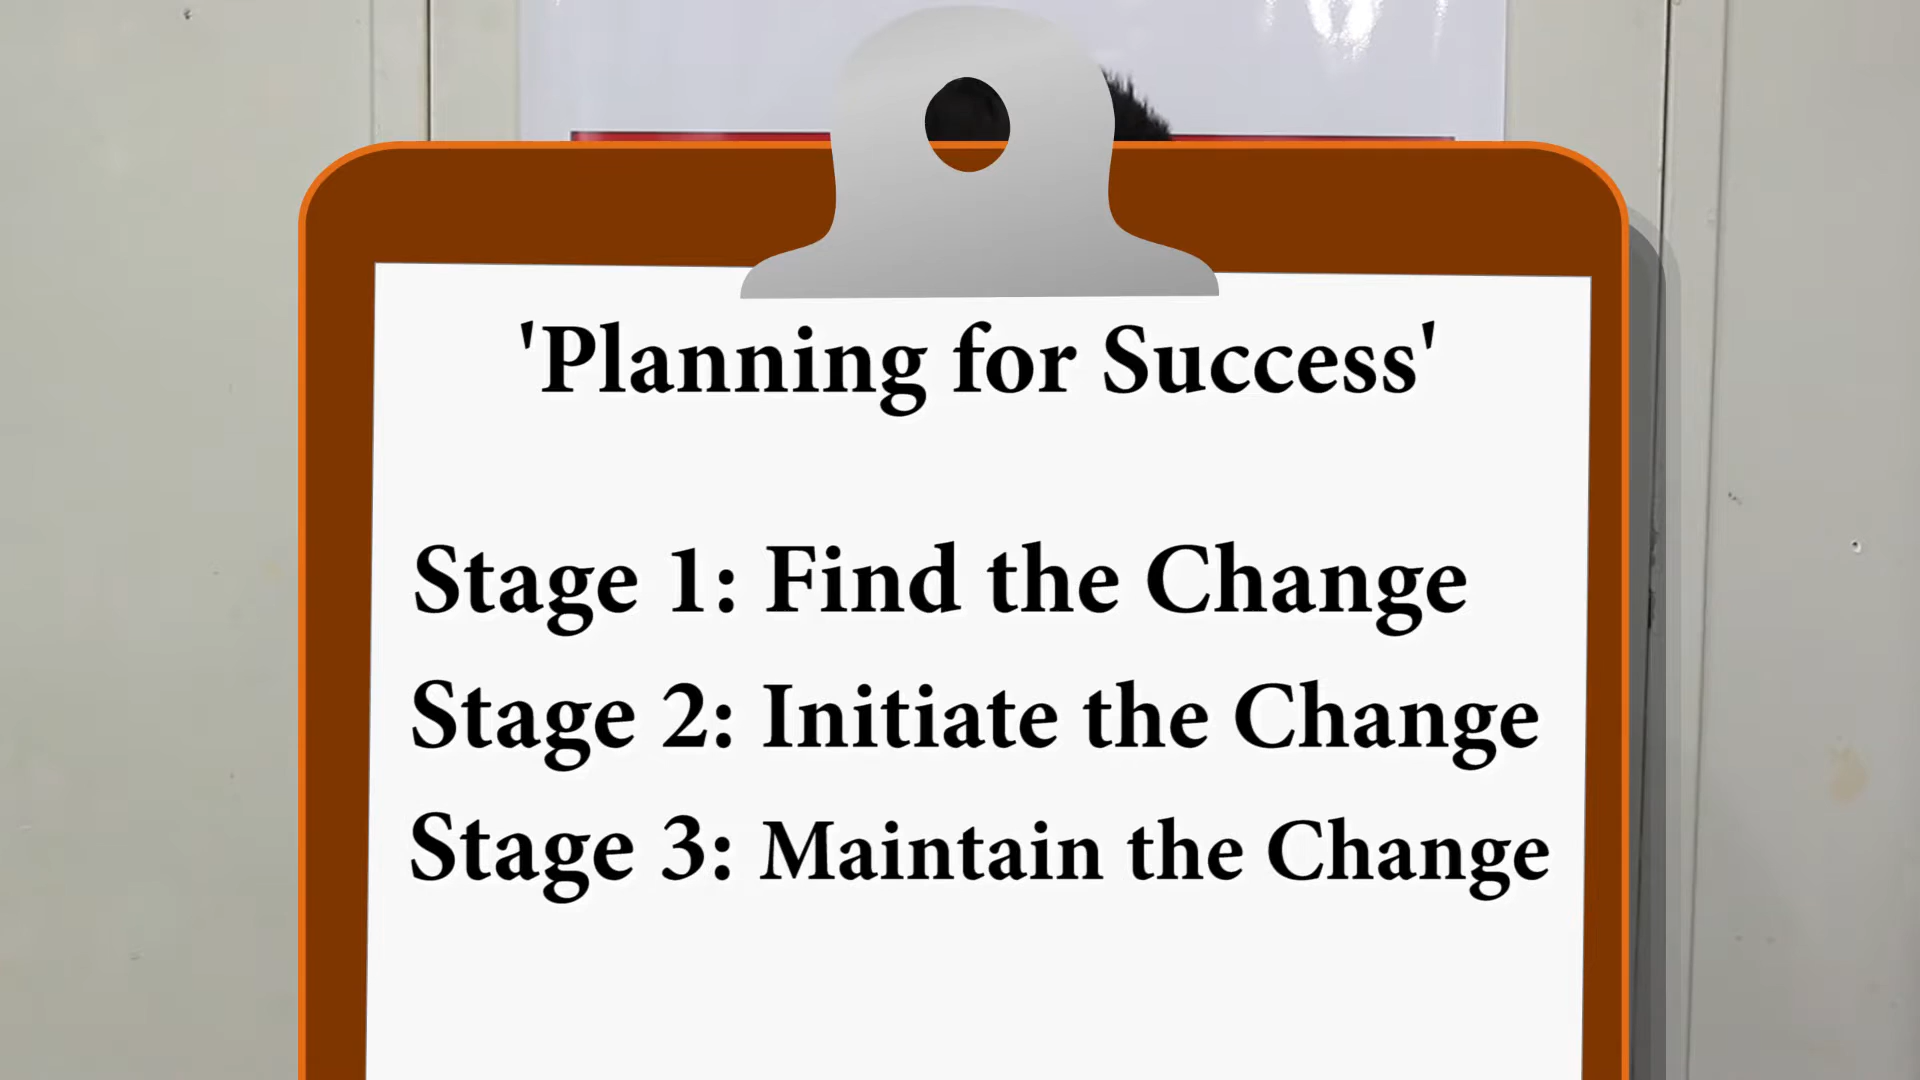 'Planning for Success'
Stage 1: Find the Change
Stage 2: Initiate the Change
Stage 3: Maintain the Change